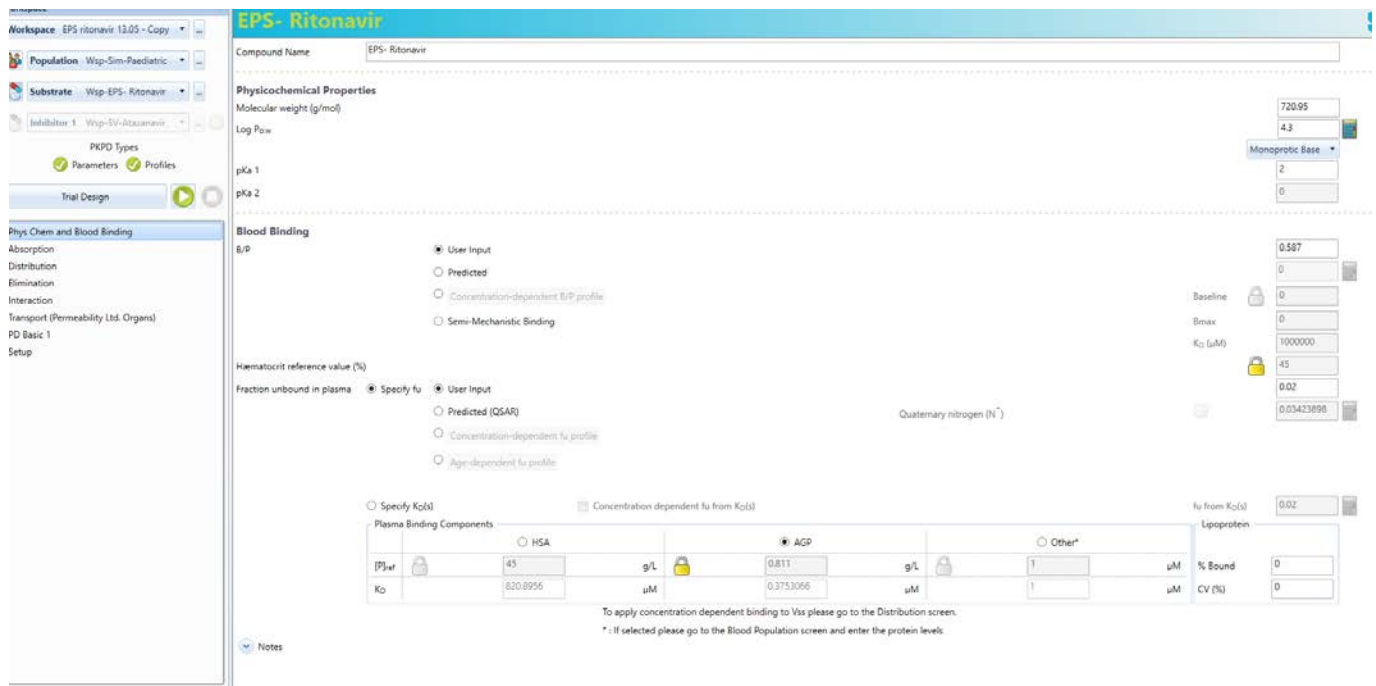 EPS- Ritonavir
Workspace EPS ritonavir 13.05 - Copy ...
Population Wsp-Sim-Paediatric ...
Substrate Wsp-EPS- Ritonavir ...
Inhibitor 1 Wsp-SV-Atazanavir ...
PKPD Types
Parameters Profiles
Trial Design
Phys Chem and Blood Binding
Absorption
Distribution
Elimination
Interaction
Transport (Permeability Ltd. Organs)
PD Basic 1
Setup
Compound Name EPS- Ritonavir
Physicochemical Properties
Molecular weight (g/mol) 720.95
Log Po:w 4.3
Monoprotic Base
pKa 1 2
pKa 2 0
Blood Binding
B/P User Input 0.587
Predicted 0
Concentration-dependent B/P profile Baseline 0
Semi-Mechanistic Binding Bmax 0
KD (µM) 1000000
Hæmatocrit reference value (%) 45
Fraction unbound in plasma Specify fu User Input 0.02
Predicted (QSAR) Quaternary nitrogen (N+) 0.03423898
Concentration-dependent fu profile
Age-dependent fu profile
Specify KD(s) Concentration dependent fu from KD(s) fu from KD(s) 0.02
Plasma Binding Components Lipoprotein
HSA AGP Other*
[P]ref 45 g/L 0.811 g/L 1 µM % Bound 0
KD 820.8956 µM 0.3753066 µM 1 µM CV (%) 0
To apply concentration dependent binding to Vss please go to the Distribution screen.
* : If selected please go to the Blood Population screen and enter the protein levels
Notes